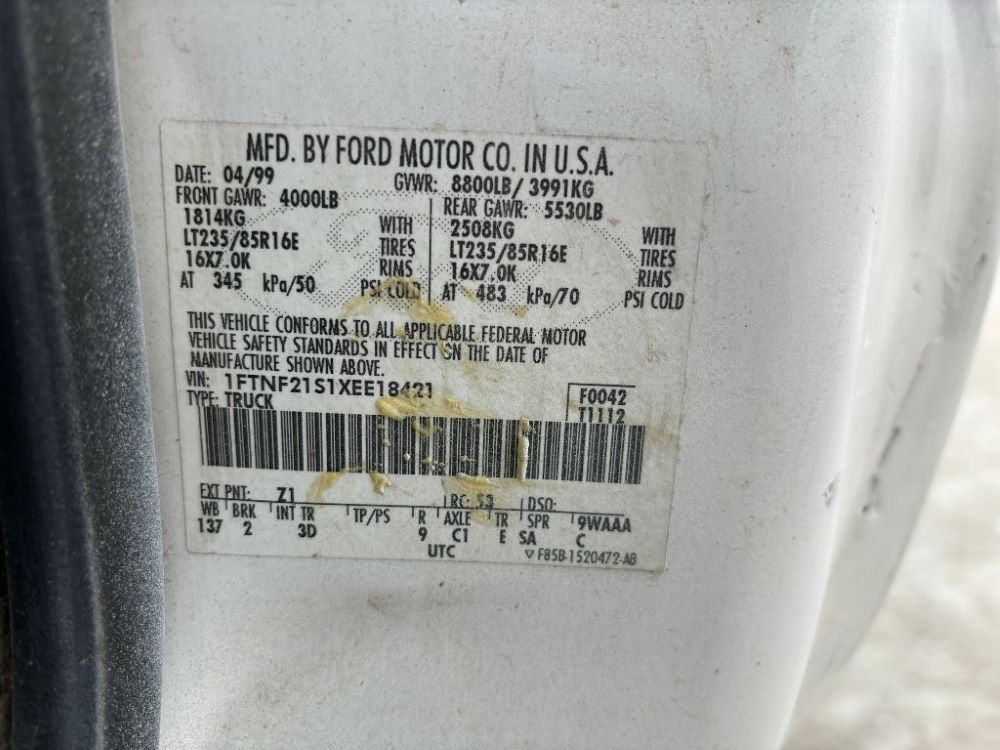 MFD. BY FORD MOTOR CO. IN U.S.A.
DATE: 04/99 GVWR: 8800LB/ 3991KG
FRONT GAWR: 4000LB REAR GAWR: 5530LB
1814KG WITH 2508KG WITH
LT235/85R16E TIRES LT235/85R16E TIRES
16X7.0K RIMS 16X7.0K RIMS
AT 345 kPa/50 PSI COLD AT 483 kPa/70 PSI COLD
THIS VEHICLE CONFORMS TO ALL APPLICABLE FEDERAL MOTOR
VEHICLE SAFETY STANDARDS IN EFFECT ON THE DATE OF
MANUFACTURE SHOWN ABOVE.
VIN: 1FTNF21S1XEE18421 F0042
TYPE: TRUCK T1112
EXT PNT: Z1 RC: 53 DSO:
WB BRK INT TR TP/PS R AXLE TR SPR 9WAAA
137 2 3D 9 C1 E SA C
UTC ▽ F85B-1520472-AB